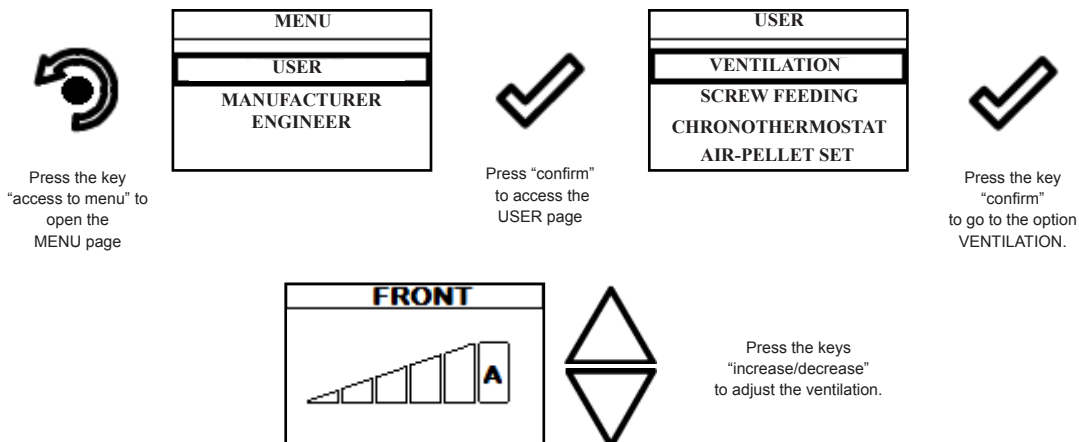 MENU
USER
MANUFACTURER
ENGINEER
Press the key
“access to menu” to
open the
MENU page
Press “confirm”
to access the
USER page
USER
VENTILATION
SCREW FEEDING
CHRONOTHERMOSTAT
AIR-PELLET SET
Press the key
“confirm”
to go to the option
VENTILATION.
FRONT
A
Press the keys
“increase/decrease”
to adjust the ventilation.